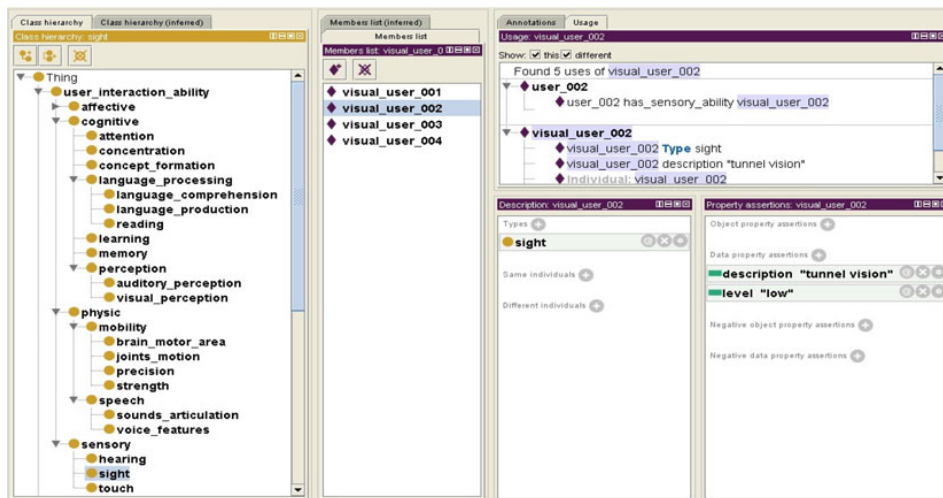 Class hierarchy
Class hierarchy (inferred)
Class hierarchy: sight
Thing
user_interaction_ability
affective
cognitive
attention
concentration
concept_formation
language_processing
language_comprehension
language_production
reading
learning
memory
perception
auditory_perception
visual_perception
physic
mobility
brain_motor_area
joints_motion
precision
strength
speech
sounds_articulation
voice_features
sensory
hearing
sight
touch
Members list (inferred)
Members list
Members list: visual_user_0
visual_user_001
visual_user_002
visual_user_003
visual_user_004
Annotations
Usage
Usage: visual_user_002
Show: this different
Found 5 uses of visual_user_002
user_002
user_002 has_sensory_ability visual_user_002
visual_user_002
visual_user_002 Type sight
visual_user_002 description "tunnel vision"
Individual: visual_user_002
Description: visual_user_002
Types
sight
Same individuals
Different individuals
Property assertions: visual_user_002
Object property assertions
Data property assertions
description "tunnel vision"
level "low"
Negative object property assertions
Negative data property assertions